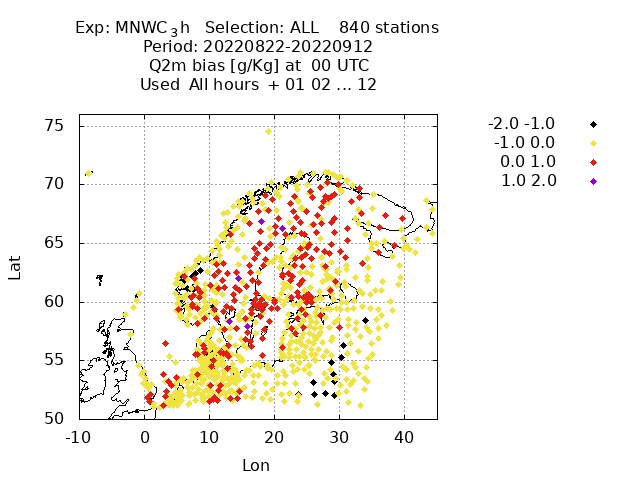 Exp: MNWC_3h   Selection: ALL    840 stations
Period: 20220822-20220912
Q2m bias [g/Kg] at  00 UTC
Used  All hours  + 01 02 ... 12
-2.0 -1.0
-1.0 0.0
0.0 1.0
1.0 2.0
75
70
65
60
55
50
Lat
-10 0 10 20 30 40
Lon